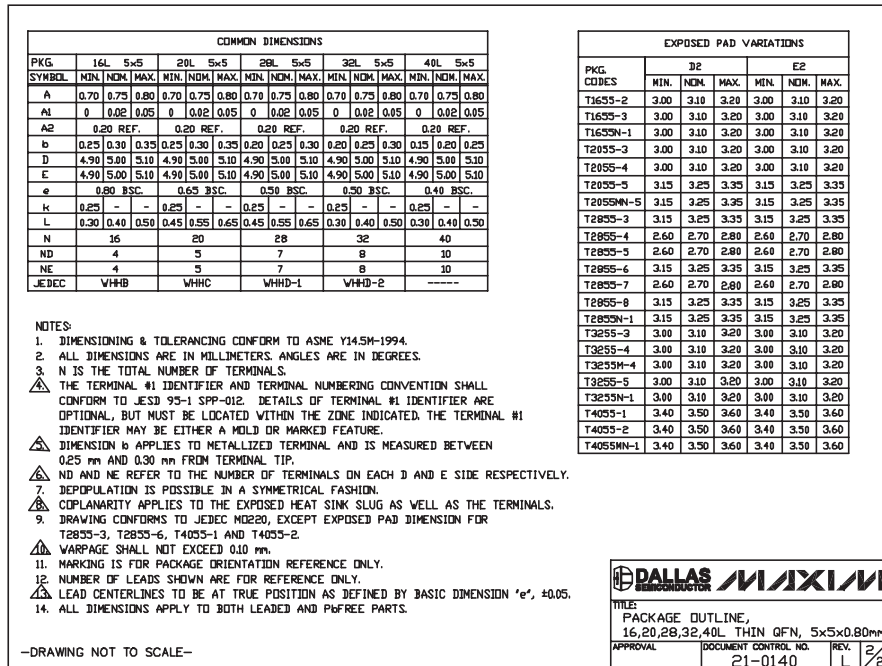 COMMON DIMENSIONS
PKG. 16L 5x5 20L 5x5 28L 5x5 32L 5x5 40L 5x5
SYMBOL MIN. NOM. MAX. MIN. NOM. MAX. MIN. NOM. MAX. MIN. NOM. MAX. MIN. NOM. MAX.
A 0.70 0.75 0.80 0.70 0.75 0.80 0.70 0.75 0.80 0.70 0.75 0.80 0.70 0.75 0.80
A1 0 0.02 0.05 0 0.02 0.05 0 0.02 0.05 0 0.02 0.05 0 0.02 0.05
A2 0.20 REF. 0.20 REF. 0.20 REF. 0.20 REF. 0.20 REF.
b 0.25 0.30 0.35 0.25 0.30 0.35 0.20 0.25 0.30 0.20 0.25 0.30 0.15 0.20 0.25
D 4.90 5.00 5.10 4.90 5.00 5.10 4.90 5.00 5.10 4.90 5.00 5.10 4.90 5.00 5.10
E 4.90 5.00 5.10 4.90 5.00 5.10 4.90 5.00 5.10 4.90 5.00 5.10 4.90 5.00 5.10
e 0.80 BSC. 0.65 BSC. 0.50 BSC. 0.50 BSC. 0.40 BSC.
k 0.25 - - 0.25 - - 0.25 - - 0.25 - - 0.25 - -
L 0.30 0.40 0.50 0.45 0.55 0.65 0.45 0.55 0.65 0.30 0.40 0.50 0.30 0.40 0.50
N 16 20 28 32 40
ND 4 5 7 8 10
NE 4 5 7 8 10
JEDEC WHHB WHHC WHHD-1 WHHD-2 -----
EXPOSED PAD VARIATIONS
PKG. CODES D2 E2
MIN. NOM. MAX. MIN. NOM. MAX.
T1655-2 3.00 3.10 3.20 3.00 3.10 3.20
T1655-3 3.00 3.10 3.20 3.00 3.10 3.20
T1655N-1 3.00 3.10 3.20 3.00 3.10 3.20
T2055-3 3.00 3.10 3.20 3.00 3.10 3.20
T2055-4 3.00 3.10 3.20 3.00 3.10 3.20
T2055-5 3.15 3.25 3.35 3.15 3.25 3.35
T2055MN-5 3.15 3.25 3.35 3.15 3.25 3.35
T2855-3 3.15 3.25 3.35 3.15 3.25 3.35
T2855-4 2.60 2.70 2.80 2.60 2.70 2.80
T2855-5 2.60 2.70 2.80 2.60 2.70 2.80
T2855-6 3.15 3.25 3.35 3.15 3.25 3.35
T2855-7 2.60 2.70 2.80 2.60 2.70 2.80
T2855-8 3.15 3.25 3.35 3.15 3.25 3.35
T2855N-1 3.15 3.25 3.35 3.15 3.25 3.35
T3255-3 3.00 3.10 3.20 3.00 3.10 3.20
T3255-4 3.00 3.10 3.20 3.00 3.10 3.20
T3255M-4 3.00 3.10 3.20 3.00 3.10 3.20
T3255-5 3.00 3.10 3.20 3.00 3.10 3.20
T3255N-1 3.00 3.10 3.20 3.00 3.10 3.20
T4055-1 3.40 3.50 3.60 3.40 3.50 3.60
T4055-2 3.40 3.50 3.60 3.40 3.50 3.60
T4055MN-1 3.40 3.50 3.60 3.40 3.50 3.60
NOTES:
1. DIMENSIONING & TOLERANCING CONFORM TO ASME Y14.5M-1994.
2. ALL DIMENSIONS ARE IN MILLIMETERS. ANGLES ARE IN DEGREES.
3. N IS THE TOTAL NUMBER OF TERMINALS.
4. THE TERMINAL #1 IDENTIFIER AND TERMINAL NUMBERING CONVENTION SHALL
CONFORM TO JESD 95-1 SPP-012. DETAILS OF TERMINAL #1 IDENTIFIER ARE
OPTIONAL, BUT MUST BE LOCATED WITHIN THE ZONE INDICATED. THE TERMINAL #1
IDENTIFIER MAY BE EITHER A MOLD OR MARKED FEATURE.
5. DIMENSION b APPLIES TO METALLIZED TERMINAL AND IS MEASURED BETWEEN
0.25 mm AND 0.30 mm FROM TERMINAL TIP.
6. ND AND NE REFER TO THE NUMBER OF TERMINALS ON EACH D AND E SIDE RESPECTIVELY.
7. DEPOPULATION IS POSSIBLE IN A SYMMETRICAL FASHION.
8. COPLANARITY APPLIES TO THE EXPOSED HEAT SINK SLUG AS WELL AS THE TERMINALS.
9. DRAWING CONFORMS TO JEDEC MO220, EXCEPT EXPOSED PAD DIMENSION FOR
T2855-3, T2855-6, T4055-1 AND T4055-2.
10. WARPAGE SHALL NOT EXCEED 0.10 mm.
11. MARKING IS FOR PACKAGE ORIENTATION REFERENCE ONLY.
12. NUMBER OF LEADS SHOWN ARE FOR REFERENCE ONLY.
13. LEAD CENTERLINES TO BE AT TRUE POSITION AS DEFINED BY BASIC DIMENSION "e", ±0.05.
14. ALL DIMENSIONS APPLY TO BOTH LEADED AND PbFREE PARTS.
-DRAWING NOT TO SCALE-
DALLAS SEMICONDUCTOR MAXIM
TITLE:
PACKAGE OUTLINE,
16,20,28,32,40L THIN QFN, 5x5x0.80mm
APPROVAL DOCUMENT CONTROL NO. REV.
21-0140 L 2/2